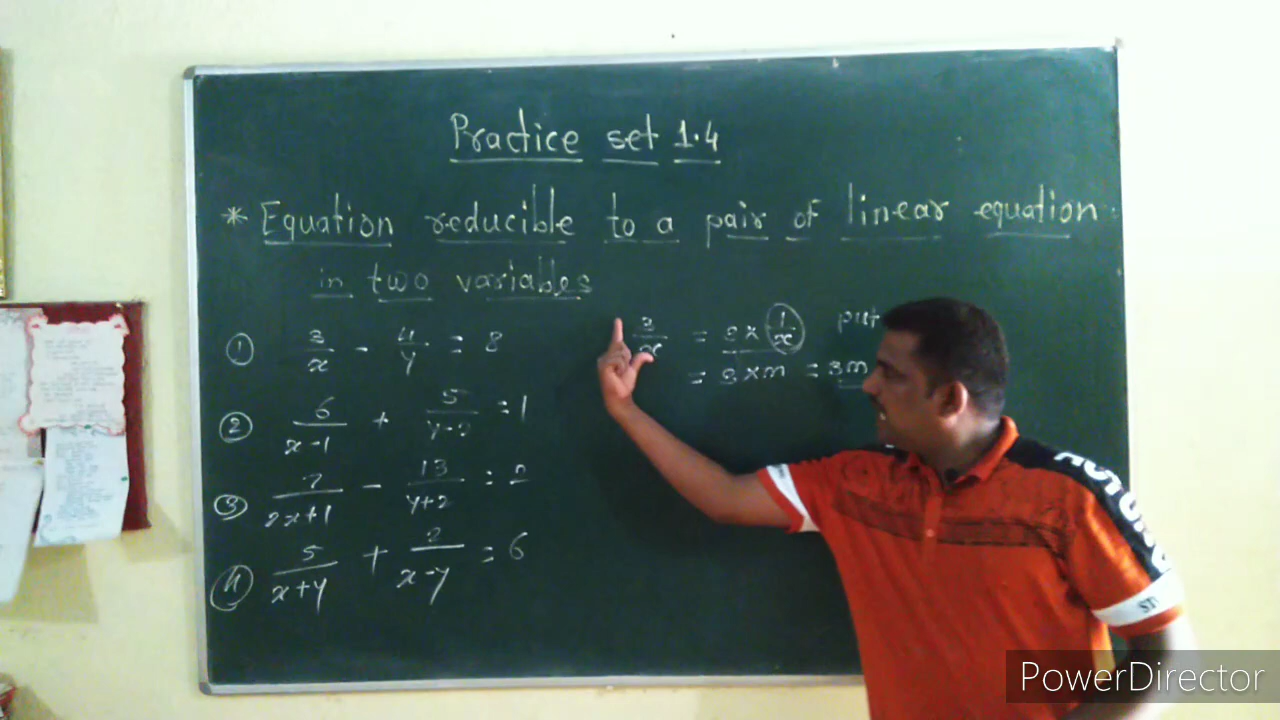 Practice set 1.4
* Equation reducible to a pair of linear equation
in two variables
① 3/x - 4/y = 8
② 6/(x-1) + 5/(y-2) = 1
③ 2/(2x+1) - 13/(y+2) =
④ 5/(x+y) + 2/(x-y) = 6
3/x = 3 × 1/x
= 3×m = 3m
put
PowerDirector